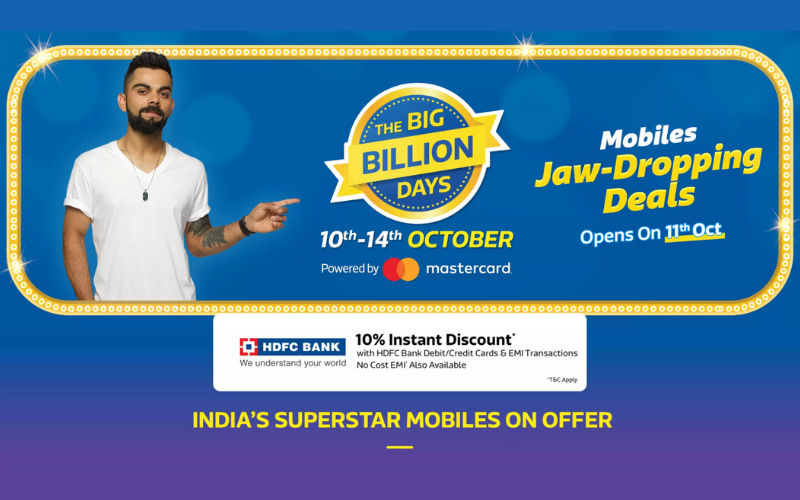 THE BIG
BILLION
DAYS
10th-14th OCTOBER
Powered by mastercard.
Mobiles
Jaw-Dropping
Deals
Opens On 11th Oct.
HDFC BANK
We understand your world
10% Instant Discount*
with HDFC Bank Debit/Credit Cards & EMI Transactions
No Cost EMI* Also Available
*T&C Apply
INDIA'S SUPERSTAR MOBILES ON OFFER